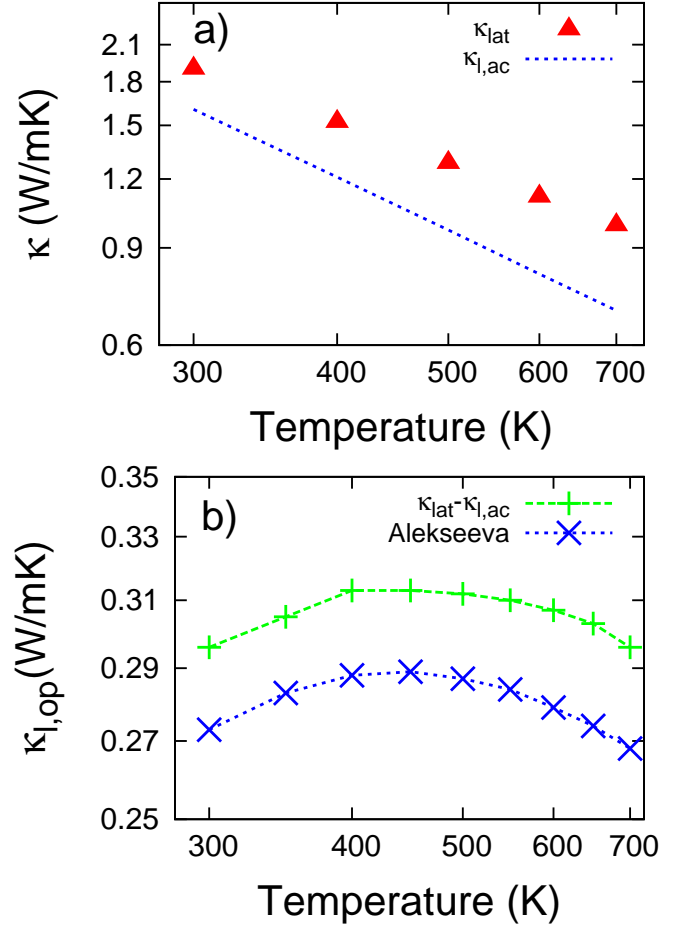 a)
κlat
κl,ac
2.1
1.8
1.5
1.2
0.9
0.6
κ (W/mK)
300 400 500 600 700
Temperature (K)
b)
κlat-κl,ac
Alekseeva
0.35
0.33
0.31
0.29
0.27
0.25
κl,op(W/mK)
300 400 500 600 700
Temperature (K)